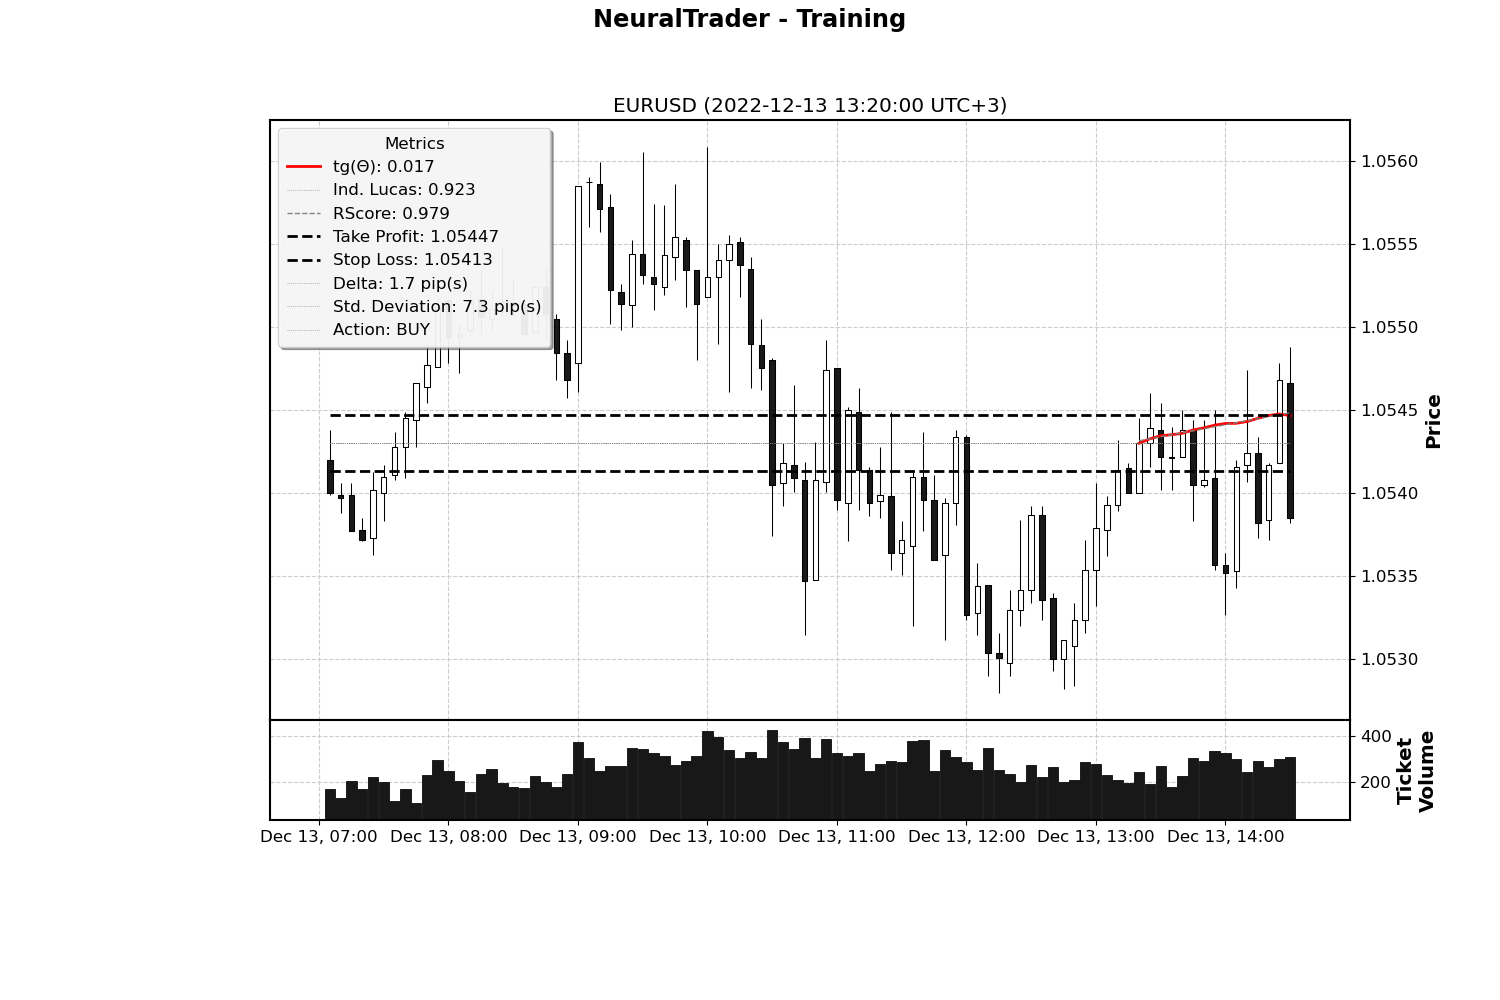 NeuralTrader - Training
EURUSD (2022-12-13 13:20:00 UTC+3)
Metrics
tg(Θ): 0.017
Ind. Lucas: 0.923
RScore: 0.979
Take Profit: 1.05447
Stop Loss: 1.05413
Delta: 1.7 pip(s)
Std. Deviation: 7.3 pip(s)
Action: BUY
1.0560
1.0555
1.0550
1.0545
1.0540
1.0535
1.0530
Price
400
200
Ticket
Volume
Dec 13, 07:00
Dec 13, 08:00
Dec 13, 09:00
Dec 13, 10:00
Dec 13, 11:00
Dec 13, 12:00
Dec 13, 13:00
Dec 13, 14:00